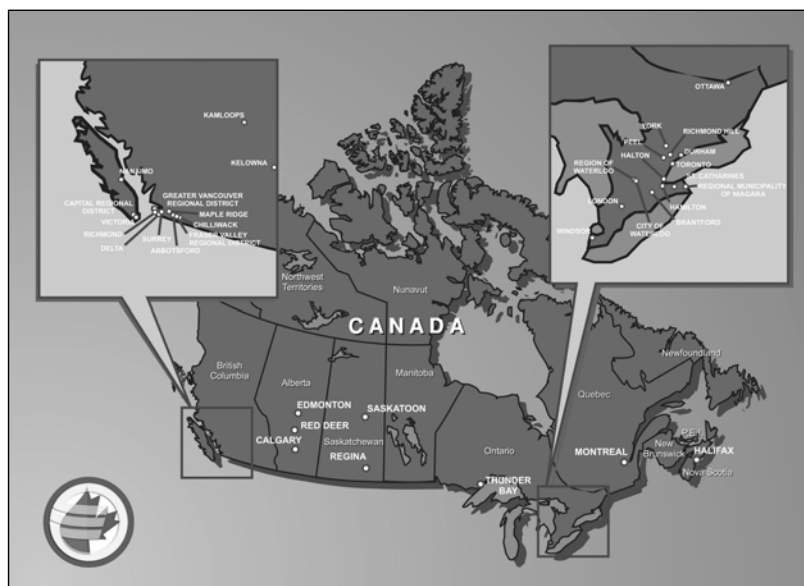 KAMLOOPS
KELOWNA
NANAIMO
GREATER VANCOUVER
REGIONAL DISTRICT
CAPITAL REGIONAL
DISTRICT
MAPLE RIDGE
VICTORIA
CHILLIWACK
RICHMOND
FRASER VALLEY
REGIONAL DISTRICT
SURREY
DELTA
ABBOTSFORD
OTTAWA
YORK
RICHMOND HILL
PEEL
DURHAM
HALTON
TORONTO
REGION OF
WATERLOO
ST. CATHARINES
REGIONAL MUNICIPALITY
OF NIAGARA
LONDON
HAMILTON
BRANTFORD
CITY OF
WATERLOO
WINDSOR
Northwest
Territories
Nunavut
CANADA
British
Columbia
Alberta
Manitoba
Newfoundland
Quebec
EDMONTON
SASKATOON
RED DEER
Saskatchewan
CALGARY
REGINA
Ontario
THUNDER
BAY
MONTREAL
P.E.I.
New
Brunswick
HALIFAX
Nova Scotia